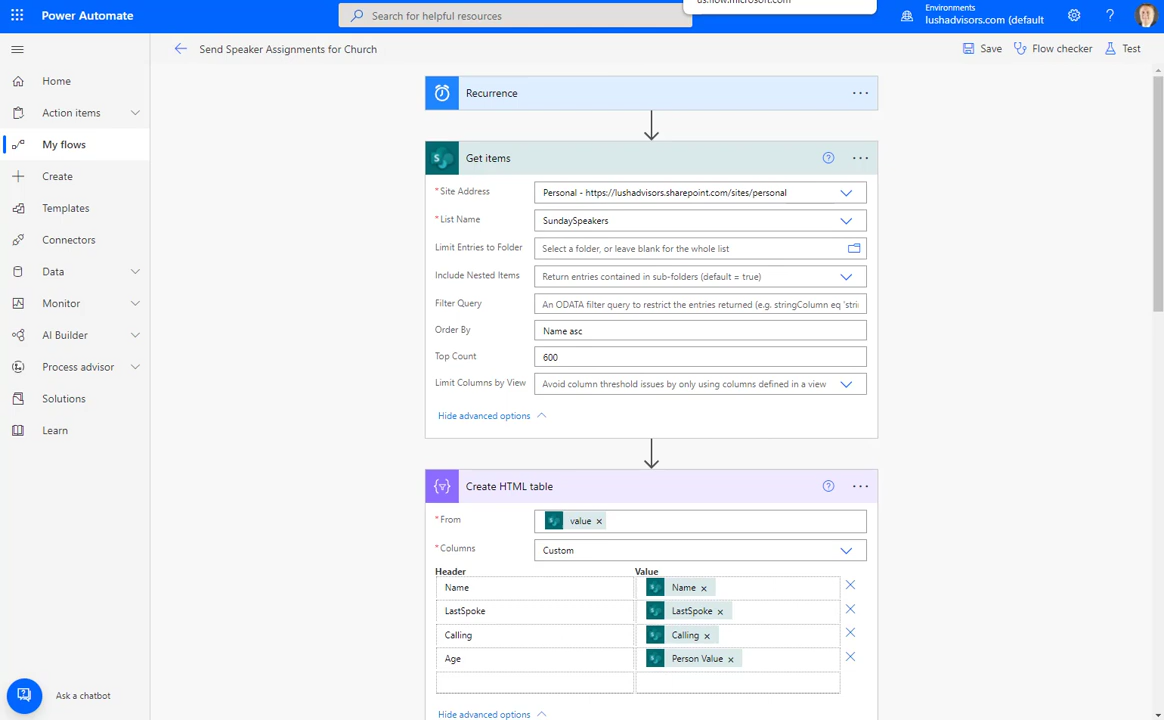 us.flow.microsoft.com
Power Automate
Search for helpful resources
Environments
lushadvisors.com (default
Send Speaker Assignments for Church
Save
Flow checker
Test
Home
Action items
My flows
Create
Templates
Connectors
Data
Monitor
AI Builder
Process advisor
Solutions
Learn
Ask a chatbot
Recurrence
Get items
* Site Address
Personal - https://lushadvisors.sharepoint.com/sites/personal
* List Name
SundaySpeakers
Limit Entries to Folder
Select a folder, or leave blank for the whole list
Include Nested Items
Return entries contained in sub-folders (default = true)
Filter Query
An ODATA filter query to restrict the entries returned (e.g. stringColumn eq 'stri
Order By
Name asc
Top Count
600
Limit Columns by View
Avoid column threshold issues by only using columns defined in a view
Hide advanced options
Create HTML table
* From
value ×
* Columns
Custom
Header Value
Name Name ×
LastSpoke LastSpoke ×
Calling Calling ×
Age Person Value ×
Hide advanced options